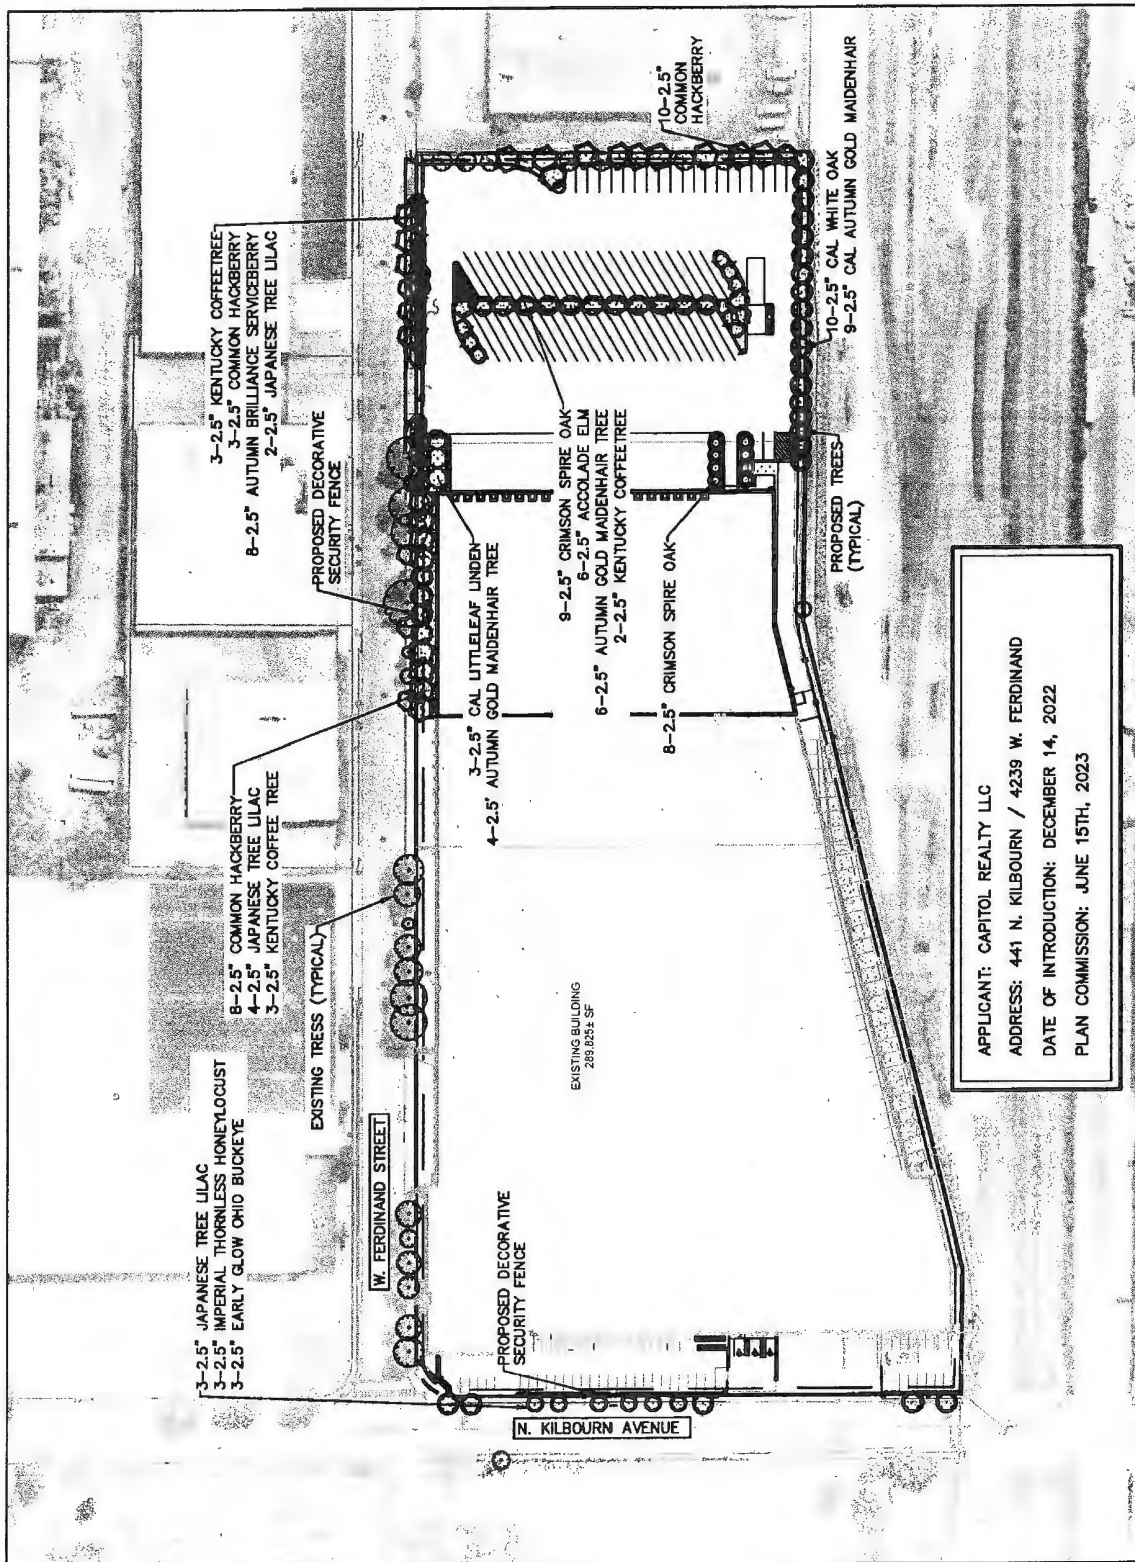 3-2.5" JAPANESE TREE LILAC
3-2.5" IMPERIAL THORNLESS HONEYLOCUST
3-2.5" EARLY GLOW OHIO BUCKEYE
8-2.5" COMMON HACKBERRY
4-2.5" JAPANESE TREE LILAC
3-2.5" KENTUCKY COFFEE TREE
EXISTING TRESS (TYPICAL)
3-2.5" KENTUCKY COFFEETREE
3-2.5" COMMON HACKBERRY
8-2.5" AUTUMN BRILLIANCE SERVICEBERRY
2-2.5" JAPANESE TREE LILAC
PROPOSED DECORATIVE
SECURITY FENCE
W. FERDINAND STREET
3-2.5" CAL LITTLELEAF LINDEN
4-2.5" AUTUMN GOLD MAIDENHAIR TREE
9-2.5" CRIMSON SPIRE OAK
6-2.5" ACCOLADE ELM
6-2.5" AUTUMN GOLD MAIDENHAIR TREE
2-2.5" KENTUCKY COFFEETREE
8-2.5" CRIMSON SPIRE OAK
10-2.5"
COMMON
HACKBERRY
EXISTING BUILDING
289,825± SF
PROPOSED DECORATIVE
SECURITY FENCE
N. KILBOURN AVENUE
10-2.5" CAL WHITE OAK
9-2.5" CAL AUTUMN GOLD MAIDENHAIR
PROPOSED TREES
(TYPICAL)
APPLICANT: CAPITOL REALTY LLC
ADDRESS: 441 N. KILBOURN / 4239 W. FERDINAND
DATE OF INTRODUCTION: DECEMBER 14, 2022
PLAN COMMISSION: JUNE 15TH, 2023